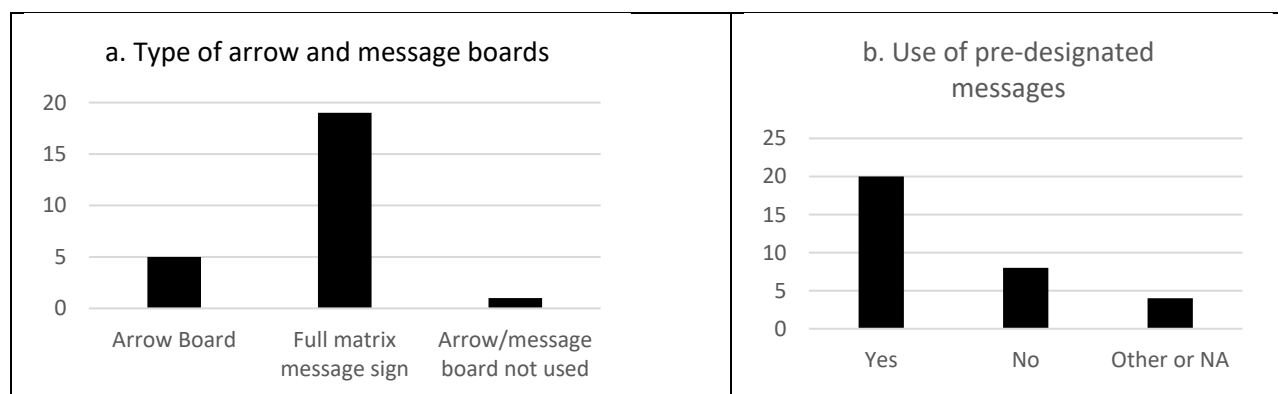 a. Type of arrow and message boards
20
15
10
5
0
Arrow Board
Full matrix
message sign
Arrow/message
board not used
b. Use of pre-designated
messages
25
20
15
10
5
0
Yes
No
Other or NA